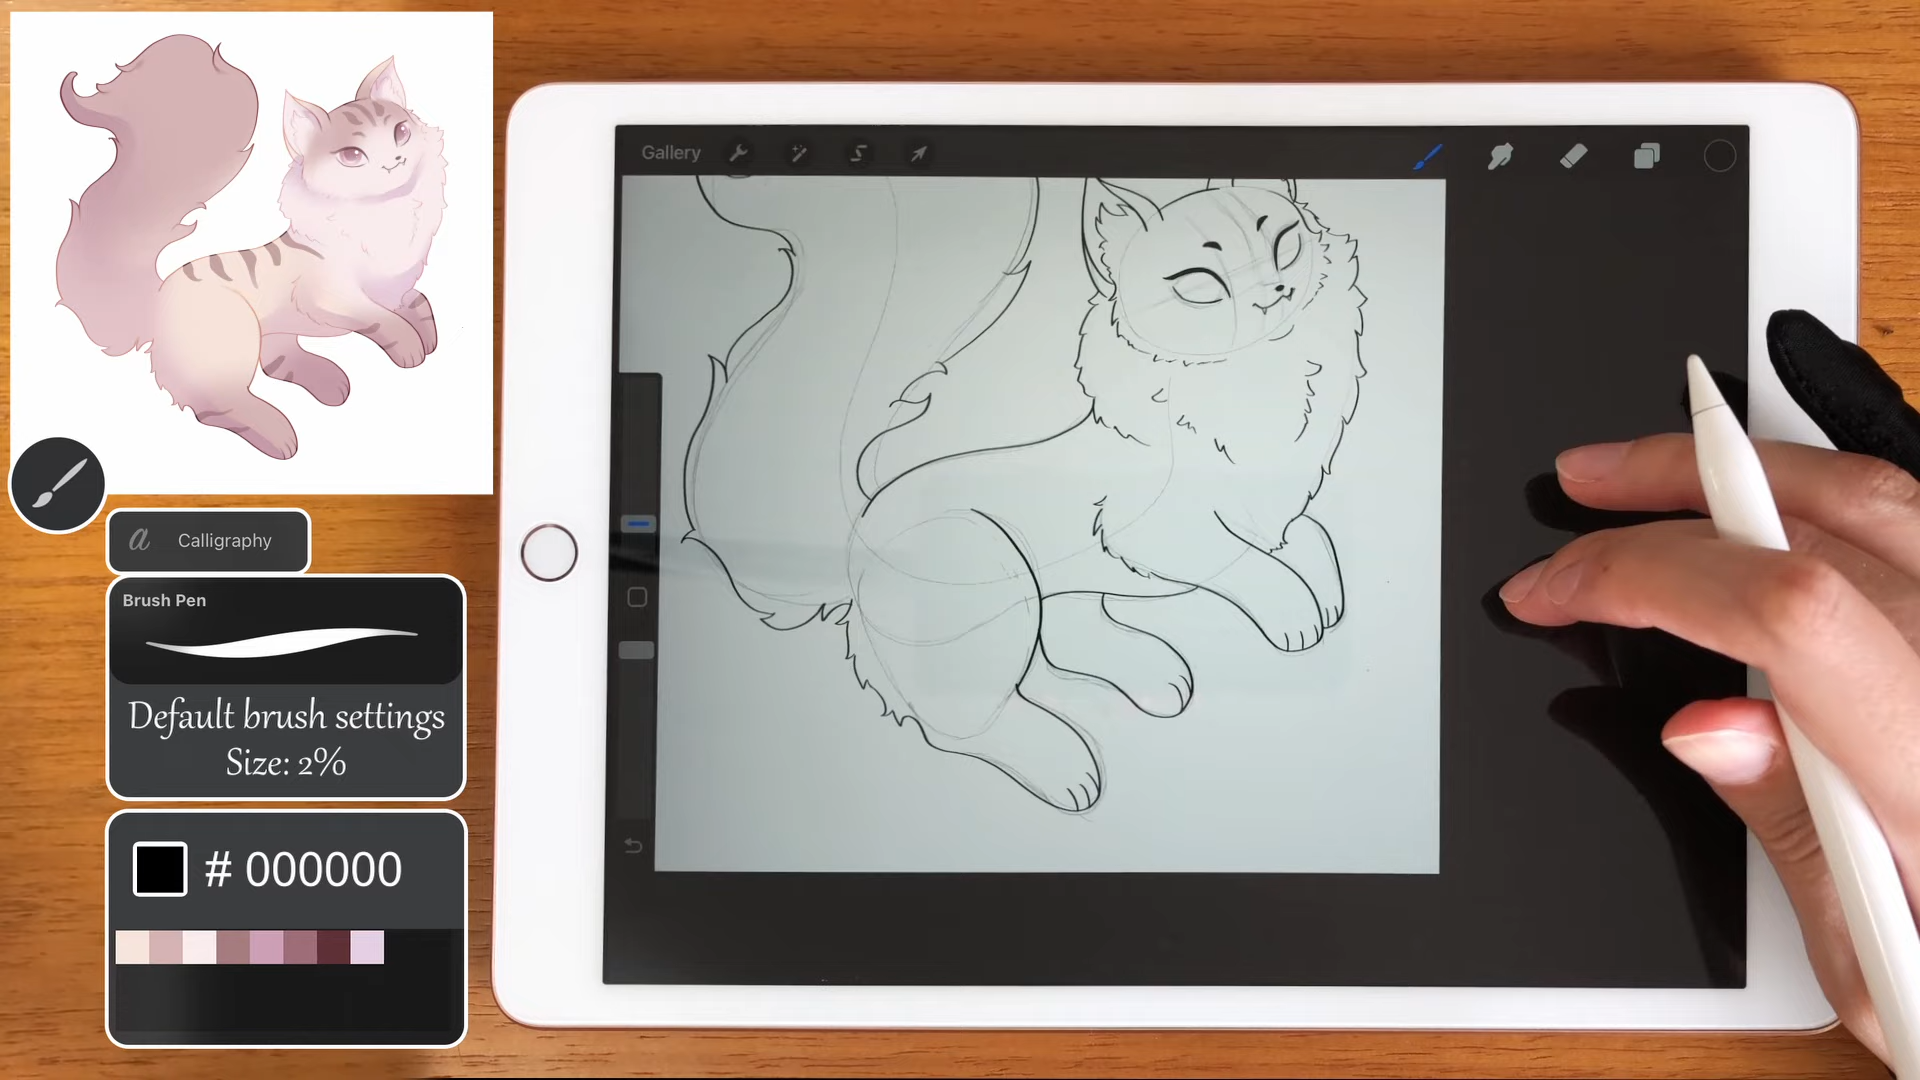 Gallery
a Calligraphy
Brush Pen
Default brush settings
Size: 2%
# 000000